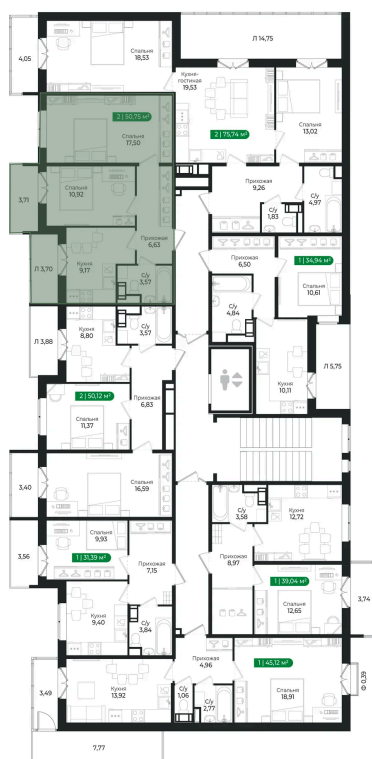 Л 14,75
4,05
Спальня
18,53
Кухня-
гостиная
19,53
Спальня
13,02
2 | 50,75 м²
Спальня
17,50
2 | 75,74 м²
Прихожая
9,26
С/у
4,97
С/у
1,83
3,71
Спальня
10,92
Прихожая
6,63
Прихожая
6,50
1 | 34,94 м²
Спальня
10,61
Л 3,70
Кухня
9,17
С/у
3,57
С/у
4,84
Л 3,88
Кухня
8,80
С/у
3,57
Л 5,75
Кухня
10,11
2 | 50,12 м²
Спальня
11,37
Прихожая
6,83
3,40
Спальня
16,59
С/у
3,58
Кухня
12,72
3,56
Спальня
9,93
1 | 31,39 м²
Прихожая
7,15
Прихожая
8,97
1 | 39,04 м²
Спальня
12,65
3,74
Кухня
9,40
С/у
3,84
Прихожая
4,96
1 | 45,12 м²
Ф 0,39
3,49
Кухня
13,92
С/у
1,06
С/у
2,77
Спальня
18,91
7,77